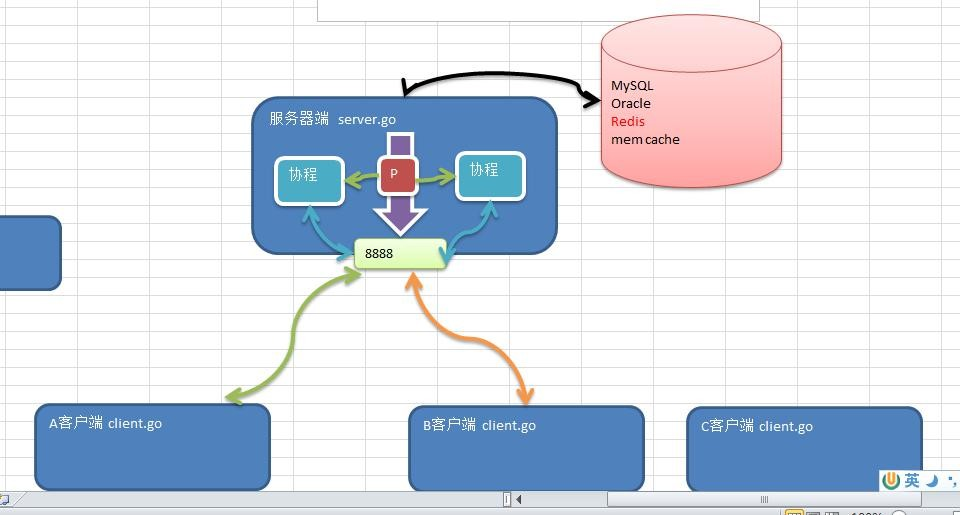 MySQL
Oracle
Redis
mem cache
服务器端 server.go
协程
P
协程
8888
A客户端 client.go
B客户端 client.go
C客户端 client.go
英